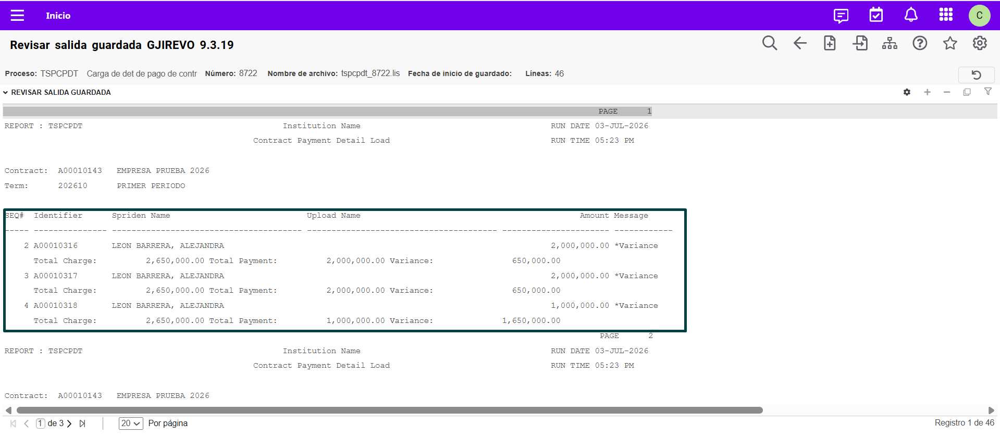 Inicio
C
Revisar salida guardada GJIREVO 9.3.19
Proceso: TSPCPDT Carga de det de pago de contr Número: 8722 Nombre de archivo: tspcpdt_8722.lis Fecha de inicio de guardado: Líneas: 46
REVISAR SALIDA GUARDADA
PAGE 1
REPORT : TSPCPDT Institution Name RUN DATE 03-JUL-2026
Contract Payment Detail Load RUN TIME 05:23 PM
Contract: A00010143 EMPRESA PRUEBA 2026
Term: 202610 PRIMER PERIODO
SEQ# Identifier Spriden Name Upload Name Amount Message
----- --------------- --------------------------------------- --------------------------------------- ---------------------- ------------
2 A00010316 LEON BARRERA, ALEJANDRA 2,000,000.00 *Variance
Total Charge: 2,650,000.00 Total Payment: 2,000,000.00 Variance: 650,000.00
3 A00010317 LEON BARRERA, ALEJANDRA 2,000,000.00 *Variance
Total Charge: 2,650,000.00 Total Payment: 2,000,000.00 Variance: 650,000.00
4 A00010318 LEON BARRERA, ALEJANDRA 1,000,000.00 *Variance
Total Charge: 2,650,000.00 Total Payment: 1,000,000.00 Variance: 1,650,000.00
PAGE 2
REPORT : TSPCPDT Institution Name RUN DATE 03-JUL-2026
Contract Payment Detail Load RUN TIME 05:23 PM
Contract: A00010143 EMPRESA PRUEBA 2026
1 de 3 20 Por página Registro 1 de 46